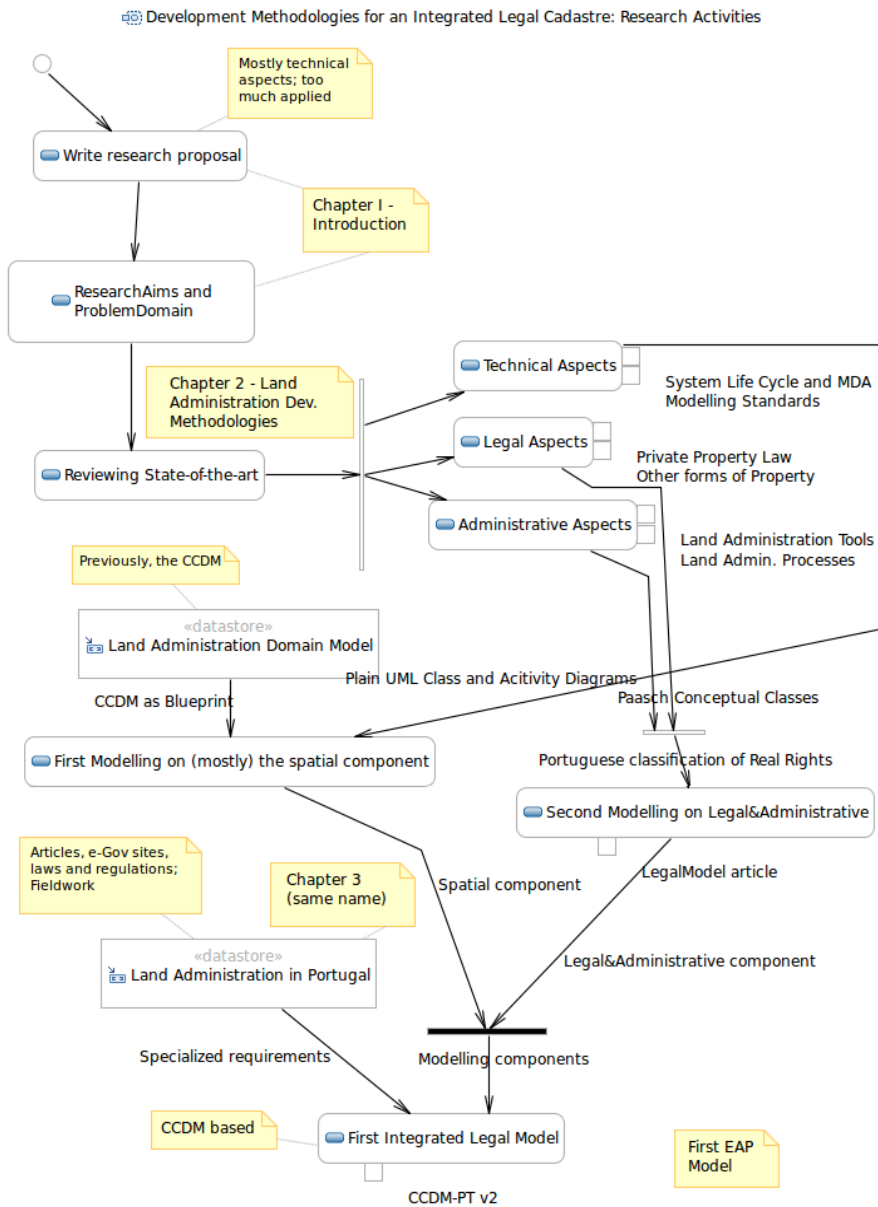 Development Methodologies for an Integrated Legal Cadastre: Research Activities
Mostly technical
aspects; too
much applied
Write research proposal
Chapter I -
Introduction
ResearchAims and
ProblemDomain
Chapter 2 - Land
Administration Dev.
Methodologies
Technical Aspects
System Life Cycle and MDA
Modelling Standards
Legal Aspects
Private Property Law
Other forms of Property
Reviewing State-of-the-art
Administrative Aspects
Land Administration Tools
Land Admin. Processes
Previously, the CCDM
«datastore»
Land Administration Domain Model
Plain UML Class and Acitivity Diagrams
CCDM as Blueprint
Paasch Conceptual Classes
First Modelling on (mostly) the spatial component
Portuguese classification of Real Rights
Second Modelling on Legal&Administrative
Articles, e-Gov sites,
laws and regulations;
Fieldwork
Chapter 3
(same name)
Spatial component
LegalModel article
«datastore»
Land Administration in Portugal
Legal&Administrative component
Specialized requirements
Modelling components
CCDM based
First Integrated Legal Model
First EAP
Model
CCDM-PT v2